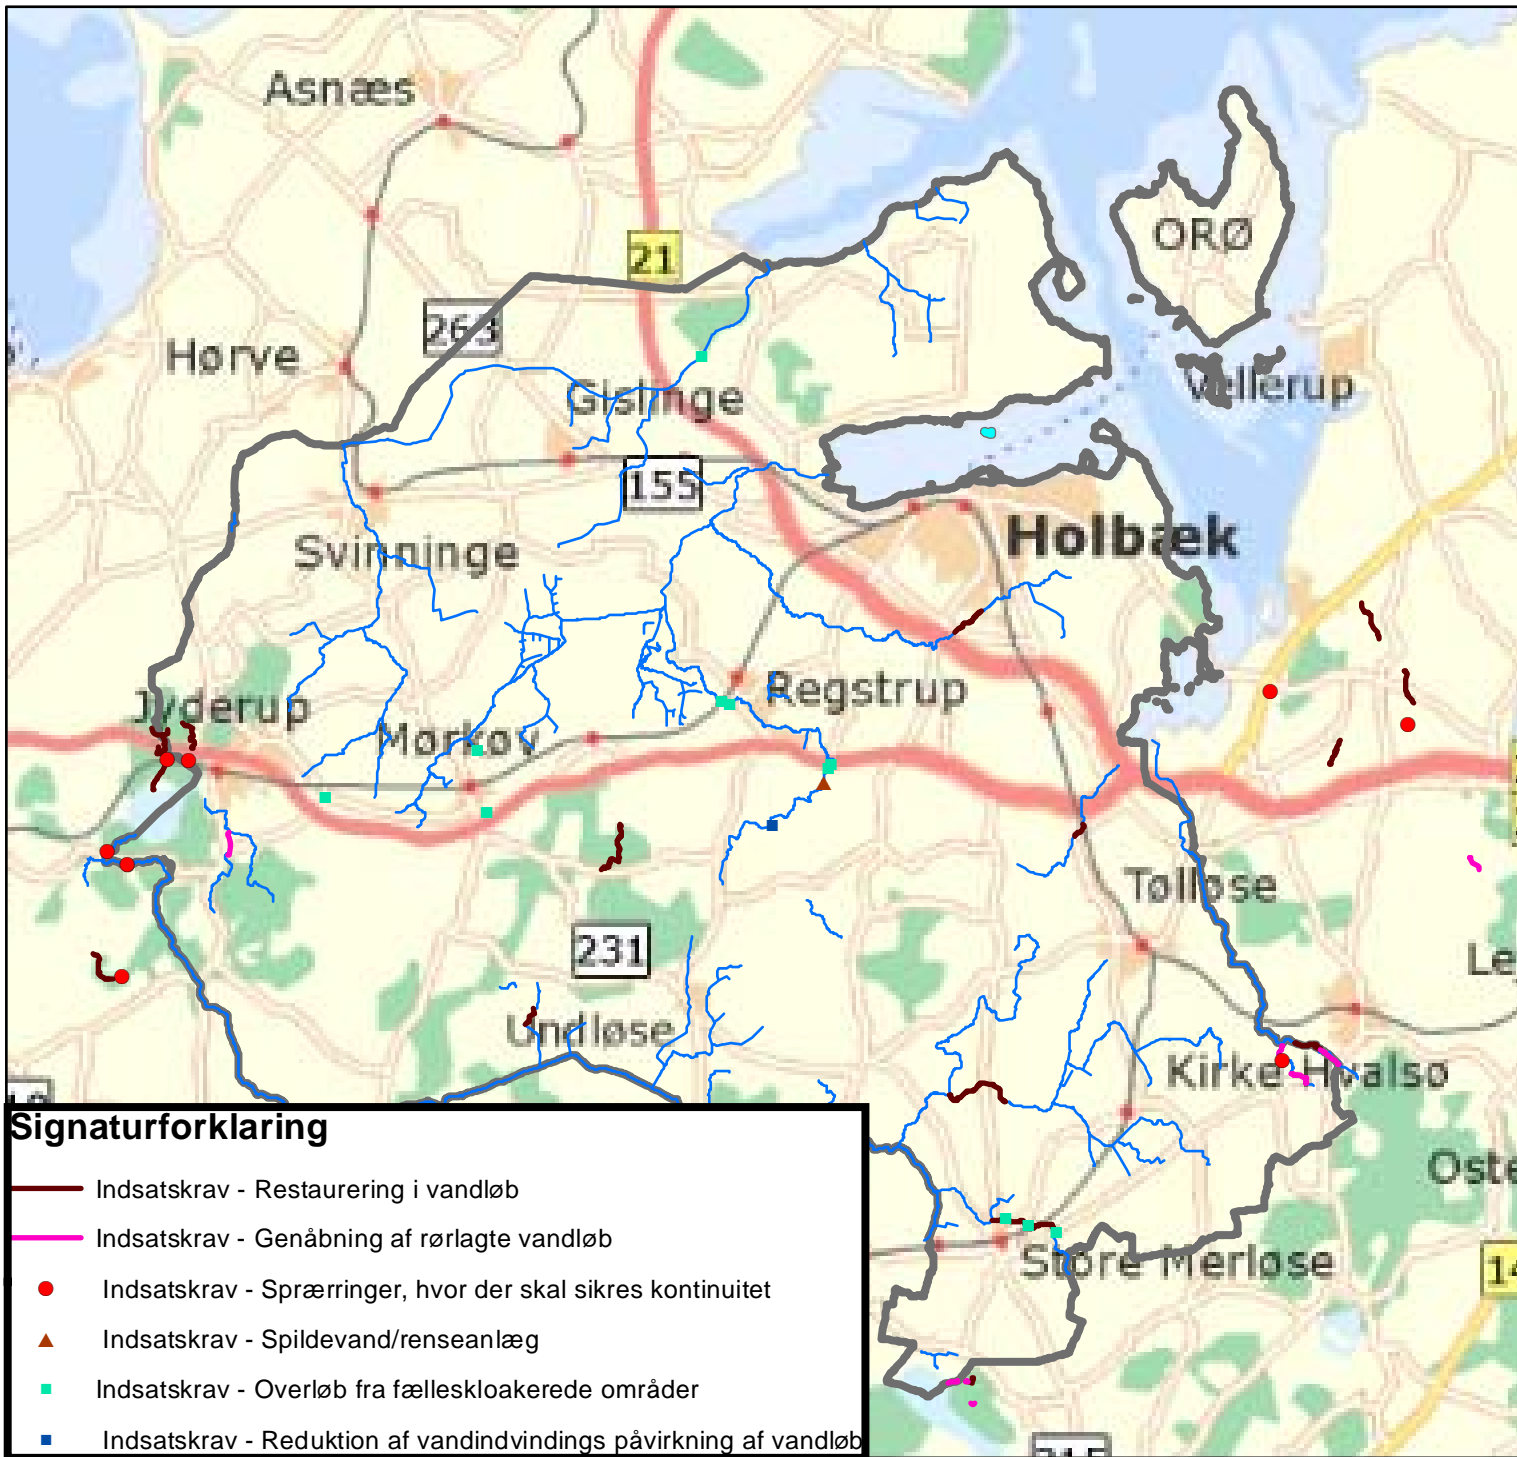 Asnæs
ORØ
21
263
Hørve
Vellerup
Gislinge
155
Holbæk
Svinninge
Regstrup
Jyderup
Mørkøv
Tølløse
231
Undløse
Kirke Hvalsø
Store Merløse
Signaturforklaring
Indsatskrav - Restaurering i vandløb
Indsatskrav - Genåbning af rørlagte vandløb
Indsatskrav - Sprærringer, hvor der skal sikres kontinuitet
Indsatskrav - Spildevand/renseanlæg
Indsatskrav - Overløb fra fælleskloakerede områder
Indsatskrav - Reduktion af vandindvindings påvirkning af vandløb